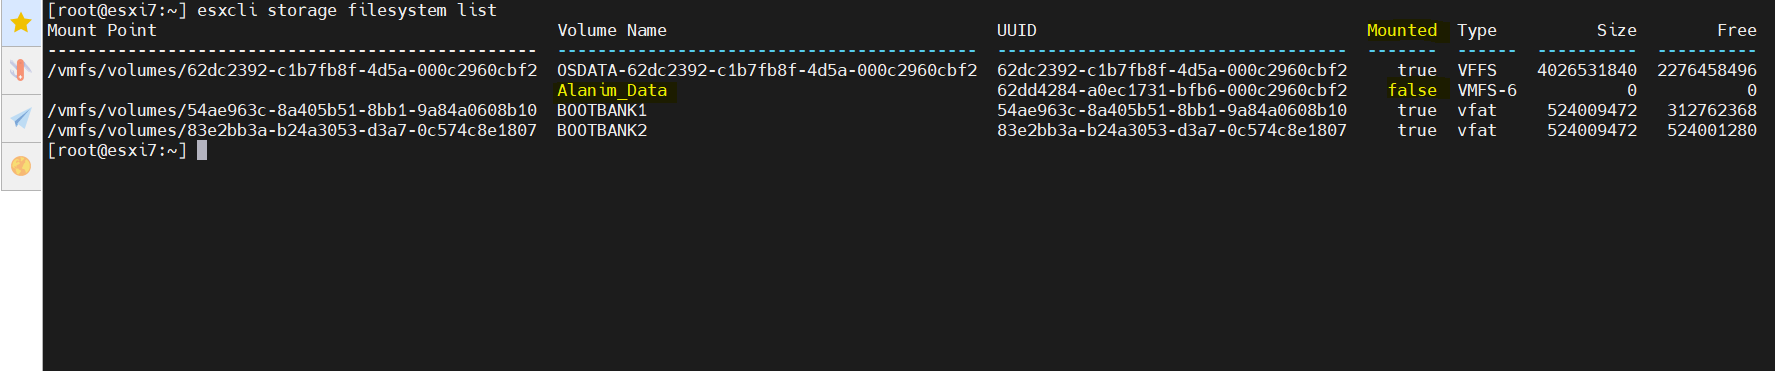 [root@esxi7:~] esxcli storage filesystem list
Mount Point                                        Volume Name                                 UUID                                 Mounted  Type          Size        Free
-------------------------------------------------  ------------------------------------------  -----------------------------------  -------  ------  ----------  ----------
/vmfs/volumes/62dc2392-c1b7fb8f-4d5a-000c2960cbf2  OSDATA-62dc2392-c1b7fb8f-4d5a-000c2960cbf2  62dc2392-c1b7fb8f-4d5a-000c2960cbf2     true  VFFS    4026531840  2276458496
                                                   Alanim_Data                                 62dd4284-a0ec1731-bfb6-000c2960cbf2    false  VMFS-6           0           0
/vmfs/volumes/54ae963c-8a405b51-8bb1-9a84a0608b10  BOOTBANK1                                   54ae963c-8a405b51-8bb1-9a84a0608b10     true  vfat     524009472   312762368
/vmfs/volumes/83e2bb3a-b24a3053-d3a7-0c574c8e1807  BOOTBANK2                                   83e2bb3a-b24a3053-d3a7-0c574c8e1807     true  vfat     524009472   524001280
[root@esxi7:~]